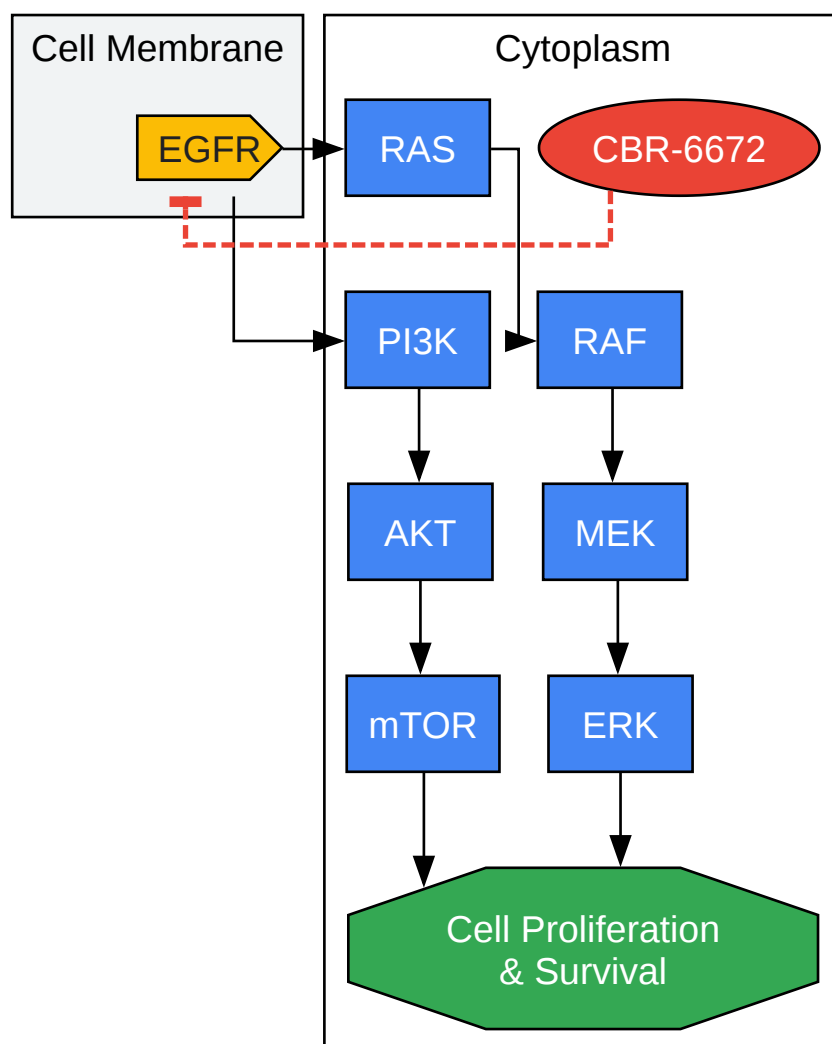 Cell Membrane
Cytoplasm
EGFR
RAS
CBR-6672
PI3K
RAF
AKT
MEK
mTOR
ERK
Cell Proliferation
& Survival